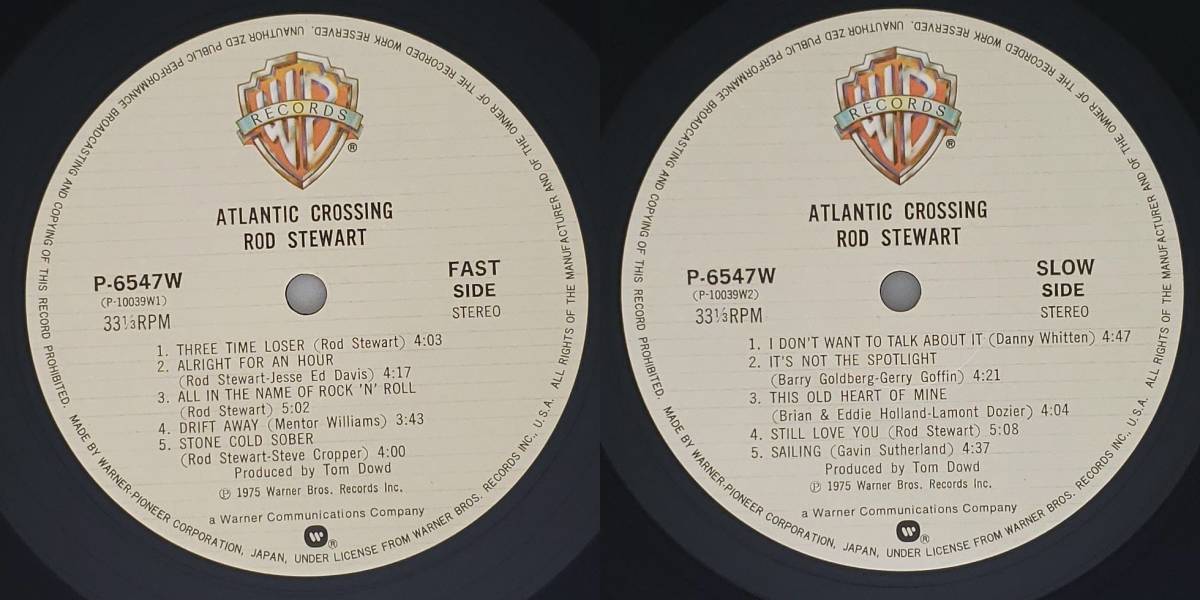 WB
RECORDS
®
ATLANTIC CROSSING
ROD STEWART
P-6547W
(P-10039W1)
33⅓RPM
FAST
SIDE
STEREO
1. THREE TIME LOSER (Rod Stewart) 4:03
2. ALRIGHT FOR AN HOUR
(Rod Stewart-Jesse Ed Davis) 4:17
3. ALL IN THE NAME OF ROCK 'N' ROLL
(Rod Stewart) 5:02
4. DRIFT AWAY (Mentor Williams) 3:43
5. STONE COLD SOBER
(Rod Stewart-Steve Cropper) 4:00
Produced by Tom Dowd
℗ 1975 Warner Bros. Records Inc.
a Warner Communications Company
®
MADE BY WARNER-PIONEER CORPORATION, JAPAN, UNDER LICENSE FROM WARNER BROS. RECORDS INC., U.S.A. ALL RIGHTS OF THE MANUFACTURER AND OF THE OWNER OF THE RECORDED WORK RESERVED. UNAUTHORIZED PUBLIC PERFORMANCE BROADCASTING AND COPYING OF THIS RECORD PROHIBITED.
WB
RECORDS
®
ATLANTIC CROSSING
ROD STEWART
P-6547W
(P-10039W2)
33⅓RPM
SLOW
SIDE
STEREO
1. I DON'T WANT TO TALK ABOUT IT (Danny Whitten) 4:47
2. IT'S NOT THE SPOTLIGHT
(Barry Goldberg-Gerry Goffin) 4:21
3. THIS OLD HEART OF MINE
(Brian & Eddie Holland-Lamont Dozier) 4:04
4. STILL LOVE YOU (Rod Stewart) 5:08
5. SAILING (Gavin Sutherland) 4:37
Produced by Tom Dowd
℗ 1975 Warner Bros. Records Inc.
a Warner Communications Company
®
MADE BY WARNER-PIONEER CORPORATION, JAPAN, UNDER LICENSE FROM WARNER BROS. RECORDS INC., U.S.A. ALL RIGHTS OF THE MANUFACTURER AND OF THE OWNER OF THE RECORDED WORK RESERVED. UNAUTHORIZED PUBLIC PERFORMANCE BROADCASTING AND COPYING OF THIS RECORD PROHIBITED.